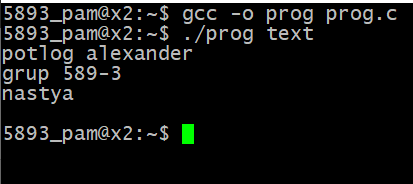 5893_pam@x2:~$ gcc -o prog prog.c
5893_pam@x2:~$ ./prog text
potlog alexander
grup 589-3
nastya
5893_pam@x2:~$